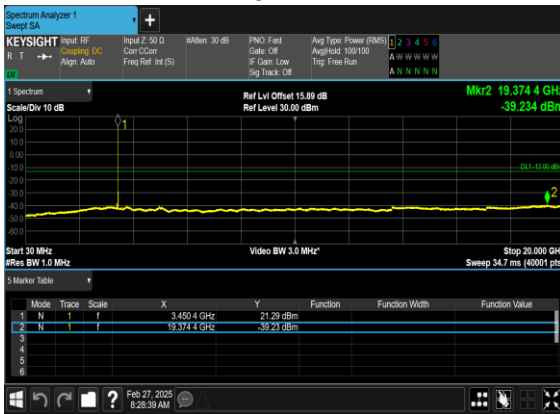 Spectrum Analyzer 1
Swept SA
KEYSIGHT Input: RF Input Z: 50 Ω #Atten: 30 dB PNO: Fast Avg Type: Power (RMS) 1 2 3 4 5 6
R T Coupling: DC Corr CCorr Gate: Off Avg|Hold: 100/100 A W W W W W
Align: Auto Freq Ref: Int (S) IF Gain: Low Trig: Free Run A N N N N N
Sig Track: Off
1 Spectrum Ref Lvl Offset 15.89 dB Mkr2 19.374 4 GHz
Scale/Div 10 dB Ref Level 30.00 dBm -39.234 dBm
Log
20.0
10.0
0.00
-10.0
-20.0
-30.0
-40.0
-50.0
-60.0
1
DL1 -13.00 dBm
2
Start 30 MHz Video BW 3.0 MHz* Stop 20.000 GH
#Res BW 1.0 MHz Sweep 34.7 ms (40001 pts
5 Marker Table
Mode Trace Scale X Y Function Function Width Function Value
1 N 1 f 3.450 4 GHz 21.29 dBm
2 N 1 f 19.374 4 GHz -39.23 dBm
3
4
5
6
? Feb 27, 2025
8:28:39 AM